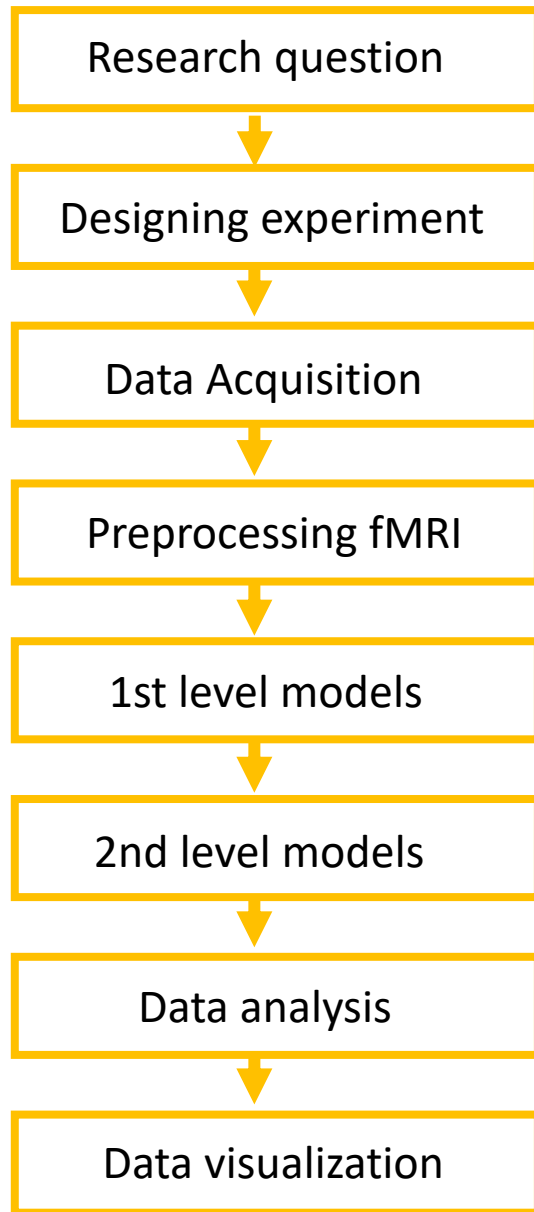 Research question
Designing experiment
Data Acquisition
Preprocessing fMRI
1st level models
2nd level models
Data analysis
Data visualization